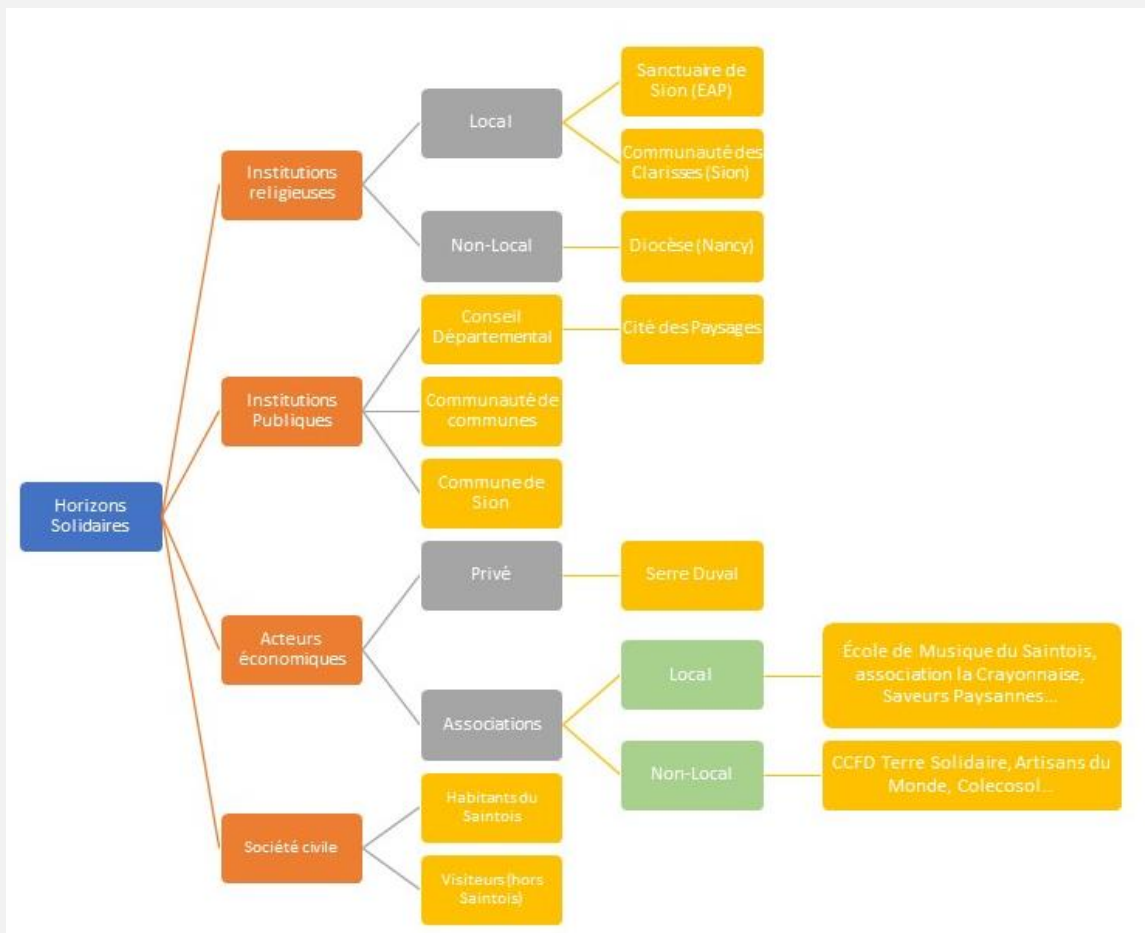 Horizons
Solidaires
Institutions
religieuses
Local
Sanctuaire de
Sion (EAP)
Communauté des
Clarisses (Sion)
Non-Local
Diocèse (Nancy)
Institutions
Publiques
Conseil
Départemental
Cité des Paysages
Communauté de
communes
Commune de
Sion
Acteurs
économiques
Privé
Serre Duval
Associations
Local
École de Musique du Saintois,
association la Crayonnaise,
Saveurs Paysannes...
Non-Local
CCFD Terre Solidaire, Artisans du
Monde, Colecosol...
Société civile
Habitants du
Saintois
Visiteurs (hors
Saintois)